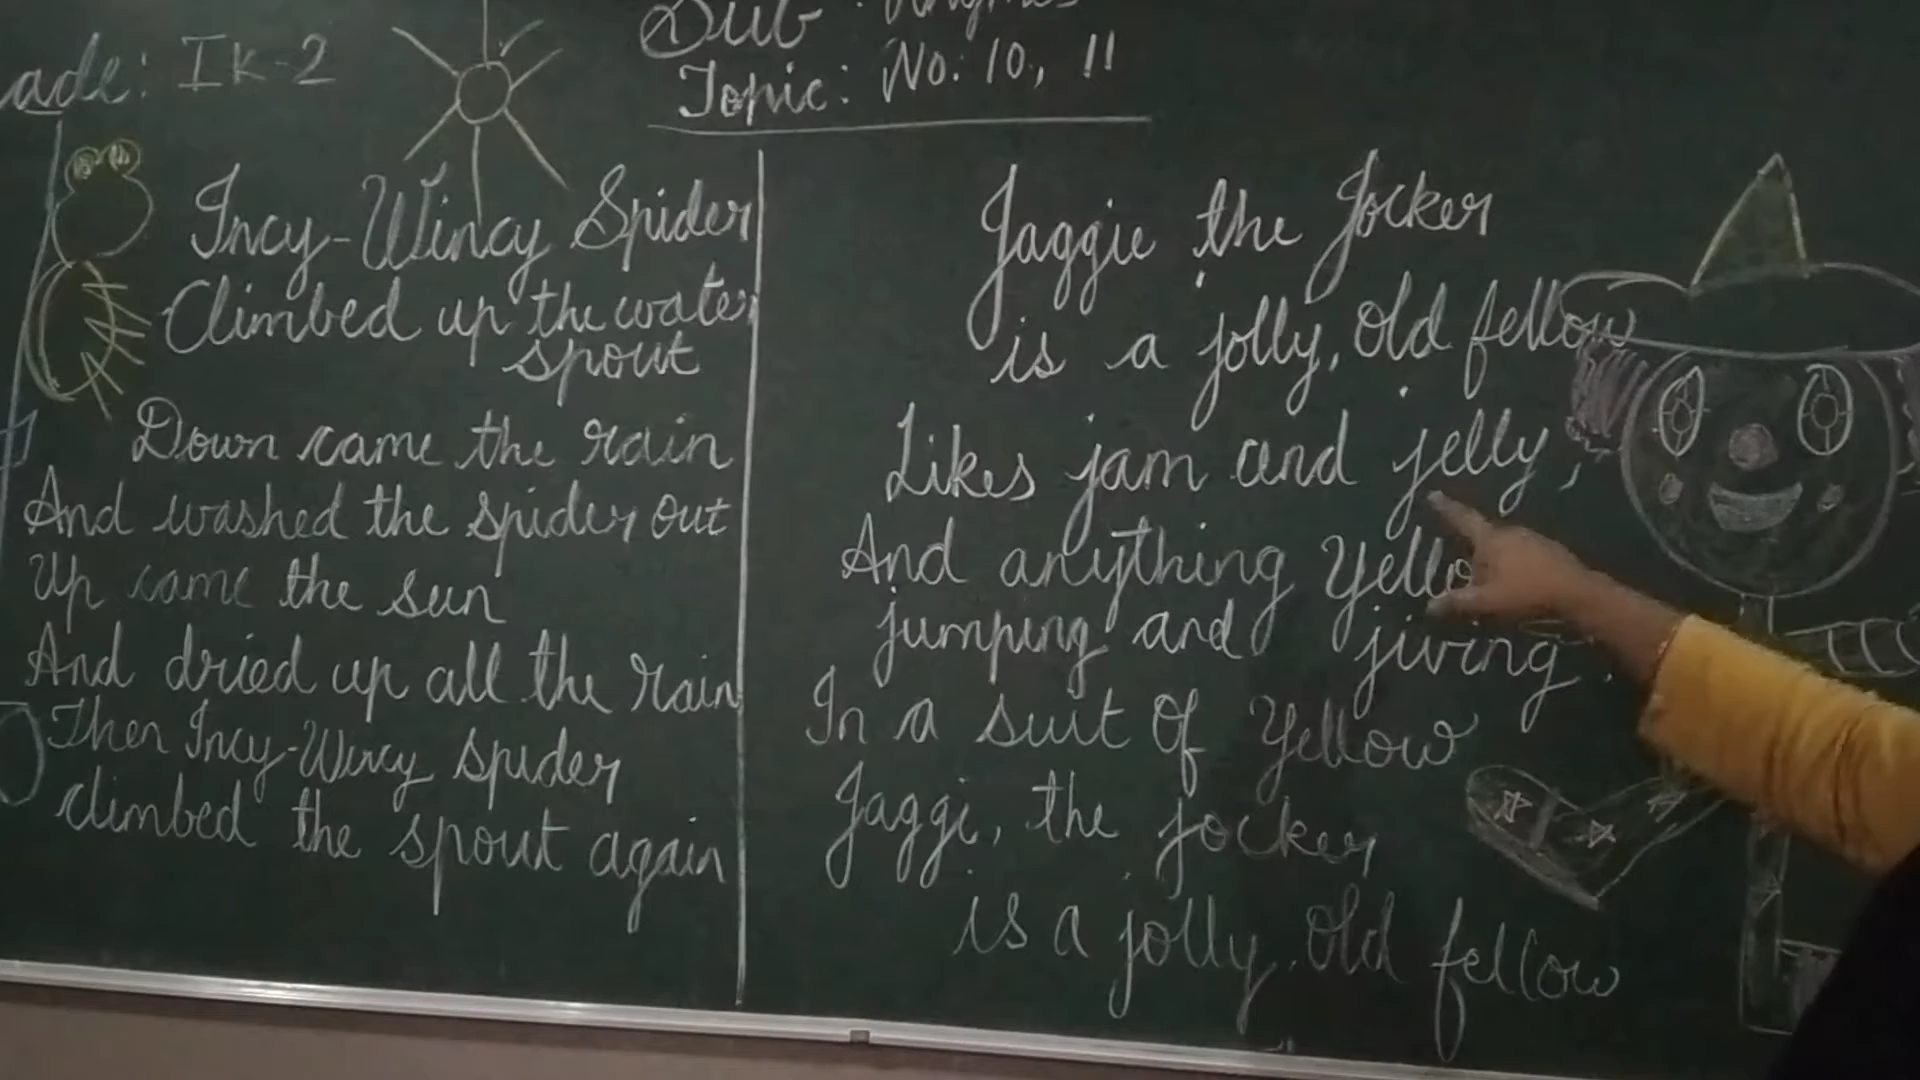 ade: IK-2
Sub: Rhymes
Topic: No. 10, 11
Incy-Wincy Spider
Climbed up the water
spout
Down came the rain
And washed the spider out
Up came the sun
And dried up all the rain
Then Incy-Wincy spider
climbed the spout again
Jaggie the Jocker
is a jolly, old fellow
Likes jam and jelly,
And anything Yello
jumping and jiving.
In a suit of Yellow
Jaggi, the jocker
is a jolly, old fellow